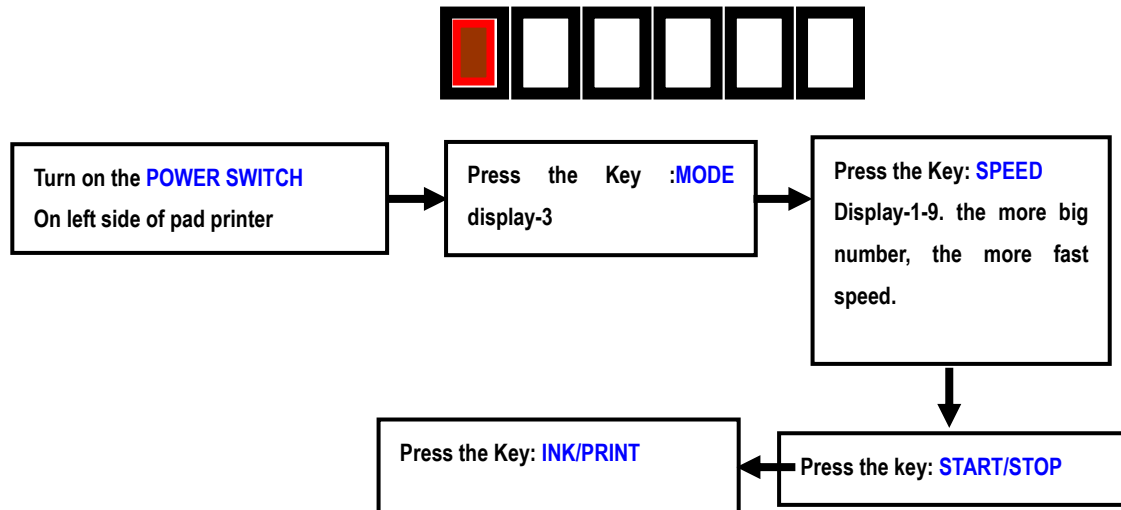 Turn on the POWER SWITCH
On left side of pad printer
Press the Key :MODE
display-3
Press the Key: SPEED
Display-1-9. the more big
number, the more fast
speed.
Press the key: START/STOP
Press the Key: INK/PRINT